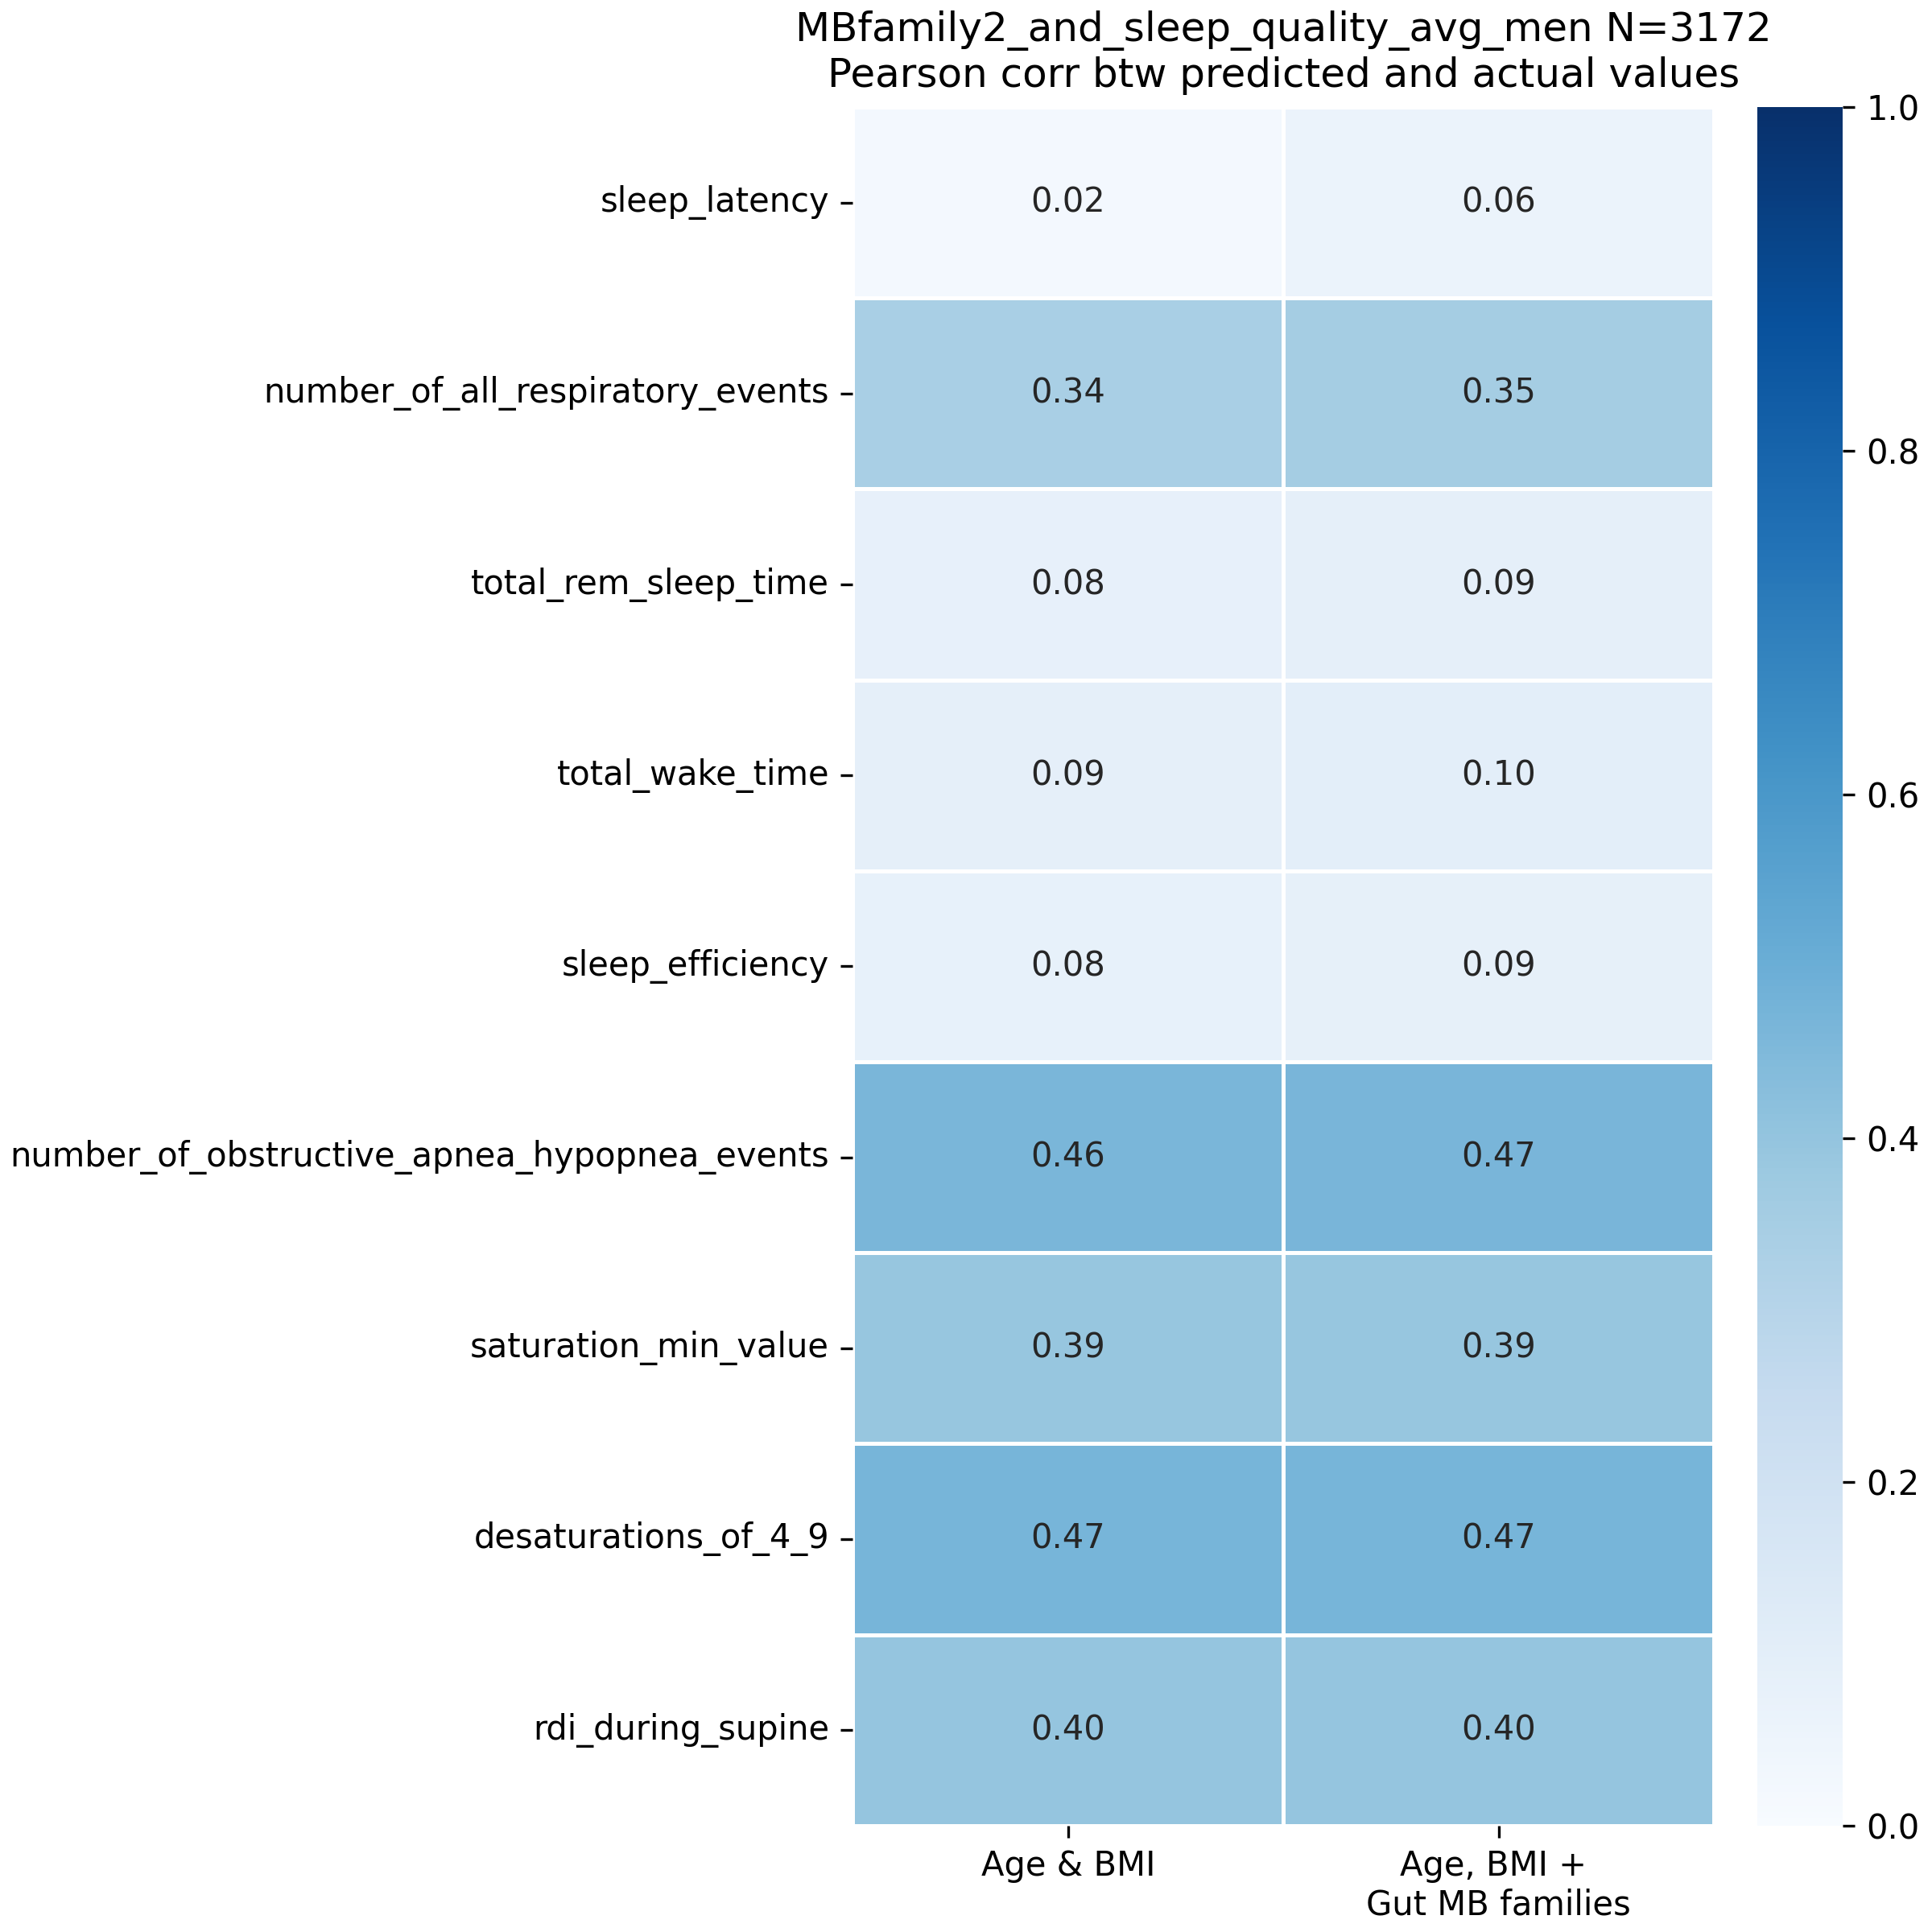 MBfamily2_and_sleep_quality_avg_men N=3172
Pearson corr btw predicted and actual values
sleep_latency 0.02 0.06
number_of_all_respiratory_events 0.34 0.35
total_rem_sleep_time 0.08 0.09
total_wake_time 0.09 0.10
sleep_efficiency 0.08 0.09
number_of_obstructive_apnea_hypopnea_events 0.46 0.47
saturation_min_value 0.39 0.39
desaturations_of_4_9 0.47 0.47
rdi_during_supine 0.40 0.40
Age & BMI
Age, BMI +
Gut MB families
1.0
0.8
0.6
0.4
0.2
0.0